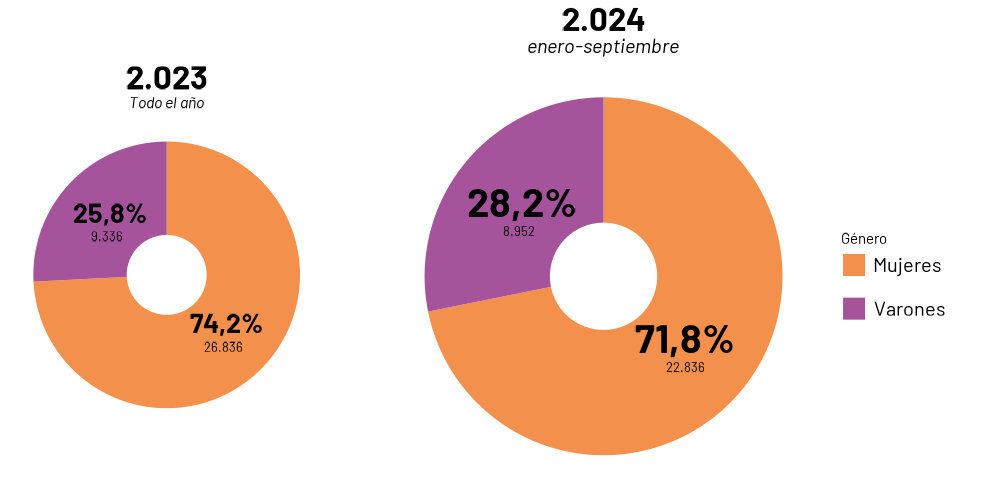 2.023
Todo el año
25,8%
9.336
74,2%
26.836
2.024
enero-septiembre
28,2%
8.952
71,8%
22.836
Género
Mujeres
Varones